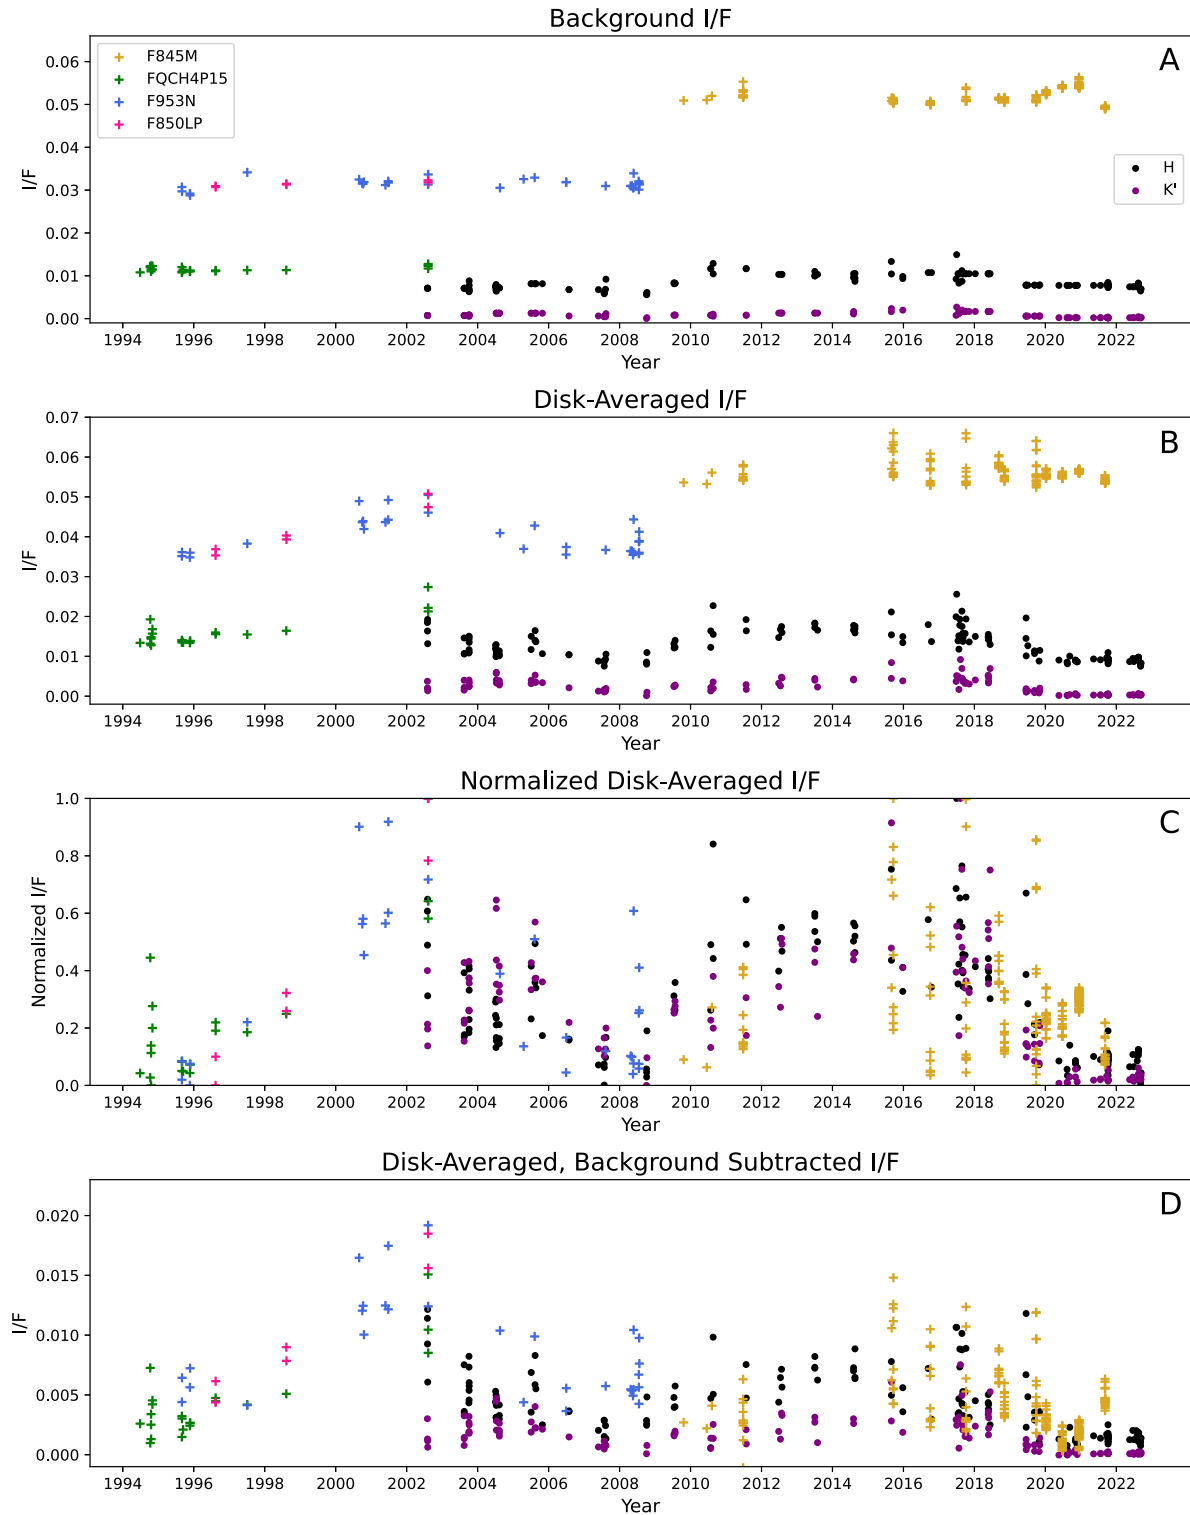 Background I/F
A
F845M
FQCH4P15
F953N
F850LP
H
K'
I/F
0.06
0.05
0.04
0.03
0.02
0.01
0.00
1994 1996 1998 2000 2002 2004 2006 2008 2010 2012 2014 2016 2018 2020 2022
Year
Disk-Averaged I/F
B
I/F
0.07
0.06
0.05
0.04
0.03
0.02
0.01
0.00
1994 1996 1998 2000 2002 2004 2006 2008 2010 2012 2014 2016 2018 2020 2022
Year
Normalized Disk-Averaged I/F
C
Normalized I/F
1.0
0.8
0.6
0.4
0.2
0.0
1994 1996 1998 2000 2002 2004 2006 2008 2010 2012 2014 2016 2018 2020 2022
Year
Disk-Averaged, Background Subtracted I/F
D
I/F
0.020
0.015
0.010
0.005
0.000
1994 1996 1998 2000 2002 2004 2006 2008 2010 2012 2014 2016 2018 2020 2022
Year